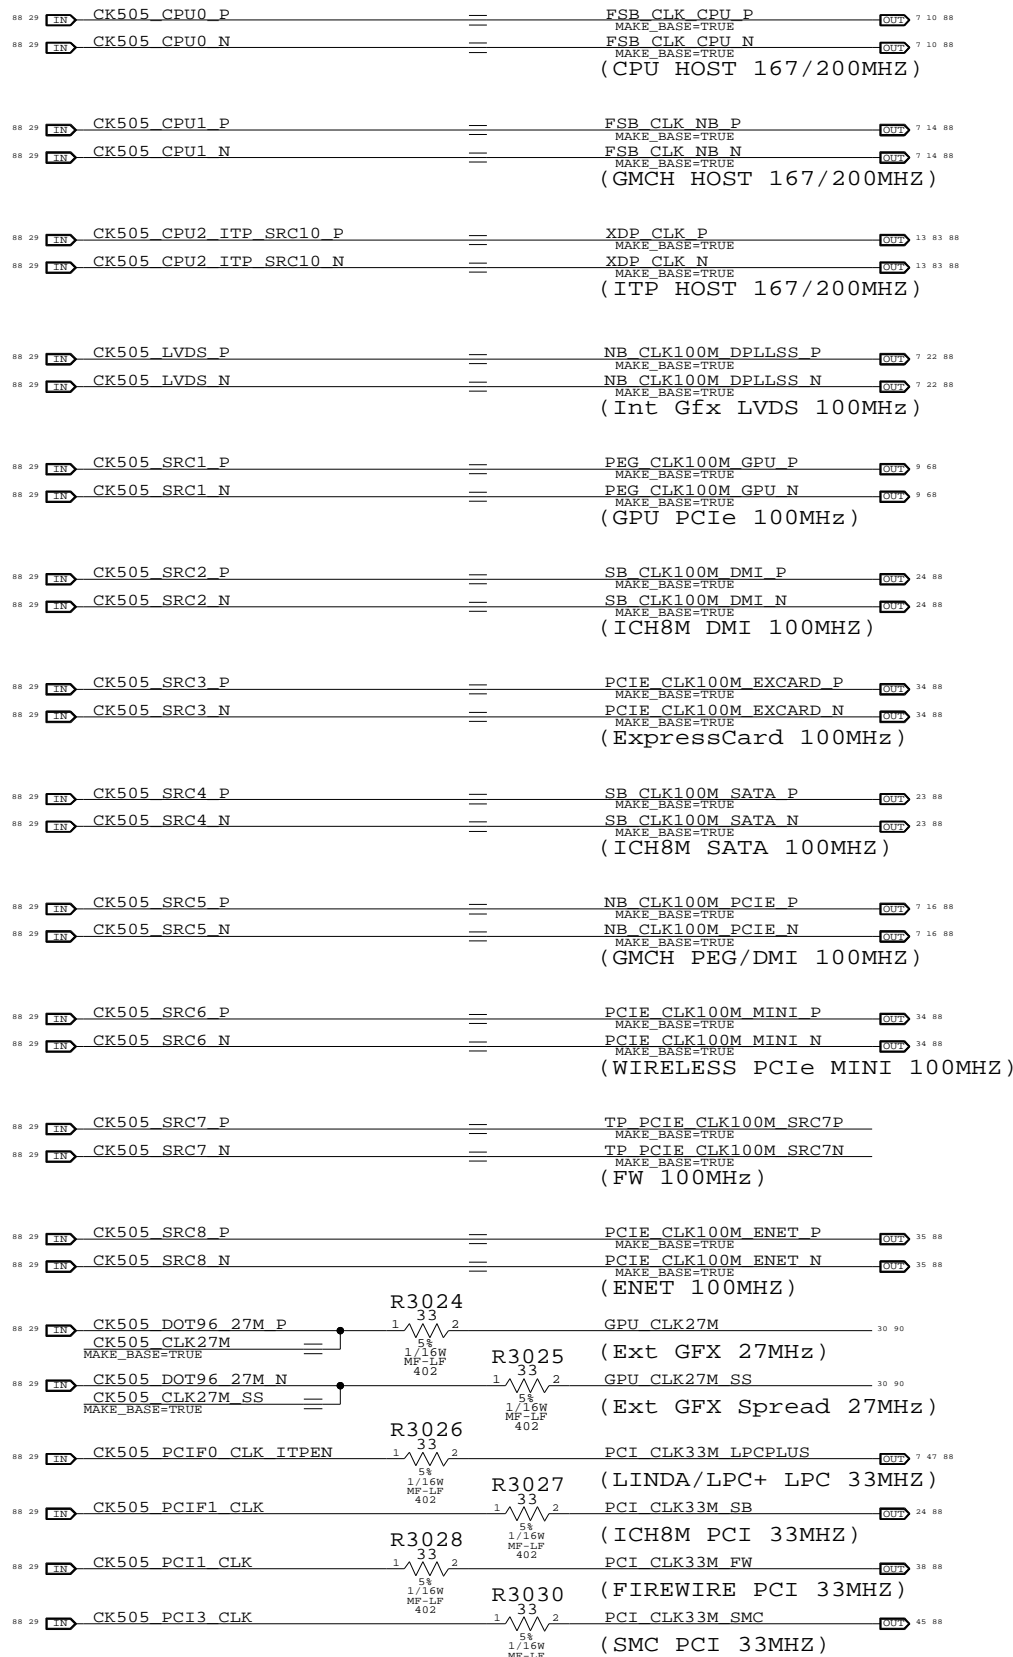 88 29 IN CK505_CPU0_P FSB_CLK_CPU_P OUT 7 10 88
MAKE_BASE=TRUE
88 29 IN CK505_CPU0_N FSB_CLK_CPU_N OUT 7 10 88
MAKE_BASE=TRUE
(CPU HOST 167/200MHZ)
88 29 IN CK505_CPU1_P FSB_CLK_NB_P OUT 7 14 88
MAKE_BASE=TRUE
88 29 IN CK505_CPU1_N FSB_CLK_NB_N OUT 7 14 88
MAKE_BASE=TRUE
(GMCH HOST 167/200MHZ)
88 29 IN CK505_CPU2_ITP_SRC10_P XDP_CLK_P OUT 13 83 88
MAKE_BASE=TRUE
88 29 IN CK505_CPU2_ITP_SRC10_N XDP_CLK_N OUT 13 83 88
MAKE_BASE=TRUE
(ITP HOST 167/200MHZ)
88 29 IN CK505_LVDS_P NB_CLK100M_DPLLSS_P OUT 7 22 88
MAKE_BASE=TRUE
88 29 IN CK505_LVDS_N NB_CLK100M_DPLLSS_N OUT 7 22 88
MAKE_BASE=TRUE
(Int Gfx LVDS 100MHz)
88 29 IN CK505_SRC1_P PEG_CLK100M_GPU_P OUT 9 68
MAKE_BASE=TRUE
88 29 IN CK505_SRC1_N PEG_CLK100M_GPU_N OUT 9 68
MAKE_BASE=TRUE
(GPU PCIe 100MHz)
88 29 IN CK505_SRC2_P SB_CLK100M_DMI_P OUT 24 88
MAKE_BASE=TRUE
88 29 IN CK505_SRC2_N SB_CLK100M_DMI_N OUT 24 88
MAKE_BASE=TRUE
(ICH8M DMI 100MHZ)
88 29 IN CK505_SRC3_P PCIE_CLK100M_EXCARD_P OUT 34 88
MAKE_BASE=TRUE
88 29 IN CK505_SRC3_N PCIE_CLK100M_EXCARD_N OUT 34 88
MAKE_BASE=TRUE
(ExpressCard 100MHz)
88 29 IN CK505_SRC4_P SB_CLK100M_SATA_P OUT 23 88
MAKE_BASE=TRUE
88 29 IN CK505_SRC4_N SB_CLK100M_SATA_N OUT 23 88
MAKE_BASE=TRUE
(ICH8M SATA 100MHZ)
88 29 IN CK505_SRC5_P NB_CLK100M_PCIE_P OUT 7 16 88
MAKE_BASE=TRUE
88 29 IN CK505_SRC5_N NB_CLK100M_PCIE_N OUT 7 16 88
MAKE_BASE=TRUE
(GMCH PEG/DMI 100MHZ)
88 29 IN CK505_SRC6_P PCIE_CLK100M_MINI_P OUT 34 88
MAKE_BASE=TRUE
88 29 IN CK505_SRC6_N PCIE_CLK100M_MINI_N OUT 34 88
MAKE_BASE=TRUE
(WIRELESS PCIe MINI 100MHZ)
88 29 IN CK505_SRC7_P TP_PCIE_CLK100M_SRC7P
MAKE_BASE=TRUE
88 29 IN CK505_SRC7_N TP_PCIE_CLK100M_SRC7N
MAKE_BASE=TRUE
(FW 100MHz)
88 29 IN CK505_SRC8_P PCIE_CLK100M_ENET_P OUT 35 88
MAKE_BASE=TRUE
88 29 IN CK505_SRC8_N PCIE_CLK100M_ENET_N OUT 35 88
MAKE_BASE=TRUE
(ENET 100MHZ)
R3024
33
88 29 IN CK505_DOT96_27M_P 1 2 GPU_CLK27M 30 90
CK505_CLK27M
MAKE_BASE=TRUE
5%
1/16W
MF-LF
402
(Ext GFX 27MHz)
R3025
33
88 29 IN CK505_DOT96_27M_N 1 2 GPU_CLK27M_SS 30 90
CK505_CLK27M_SS
MAKE_BASE=TRUE
5%
1/16W
MF-LF
402
(Ext GFX Spread 27MHz)
R3026
33
88 29 IN CK505_PCIF0_CLK_ITPEN 1 2 PCI_CLK33M_LPCPLUS OUT 7 47 88
5%
1/16W
MF-LF
402
(LINDA/LPC+ LPC 33MHZ)
R3027
33
88 29 IN CK505_PCIF1_CLK 1 2 PCI_CLK33M_SB OUT 24 88
5%
1/16W
MF-LF
402
(ICH8M PCI 33MHZ)
R3028
33
88 29 IN CK505_PCI1_CLK 1 2 PCI_CLK33M_FW OUT 38 88
5%
1/16W
MF-LF
402
(FIREWIRE PCI 33MHZ)
R3030
33
88 29 IN CK505_PCI3_CLK 1 2 PCI_CLK33M_SMC OUT 45 88
5%
1/16W
MF-LF
(SMC PCI 33MHZ)